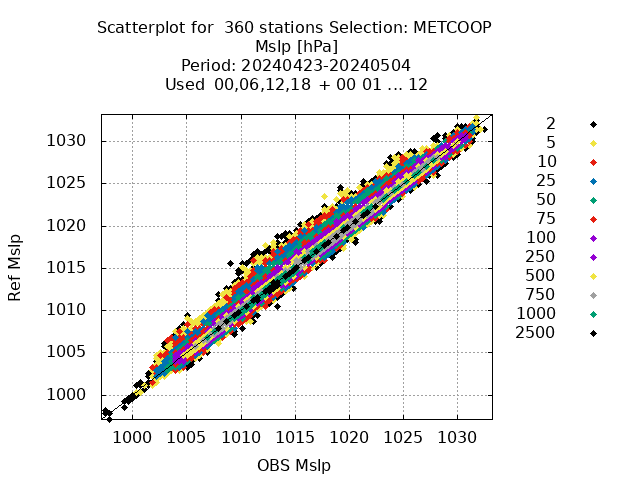 Scatterplot for  360 stations Selection: METCOOP
Mslp [hPa]
Period: 20240423-20240504
Used  00,06,12,18  + 00 01 ... 12
Ref Mslp
1030
1025
1020
1015
1010
1005
1000
1000 1005 1010 1015 1020 1025 1030
OBS Mslp
2
5
10
25
50
75
100
250
500
750
1000
2500